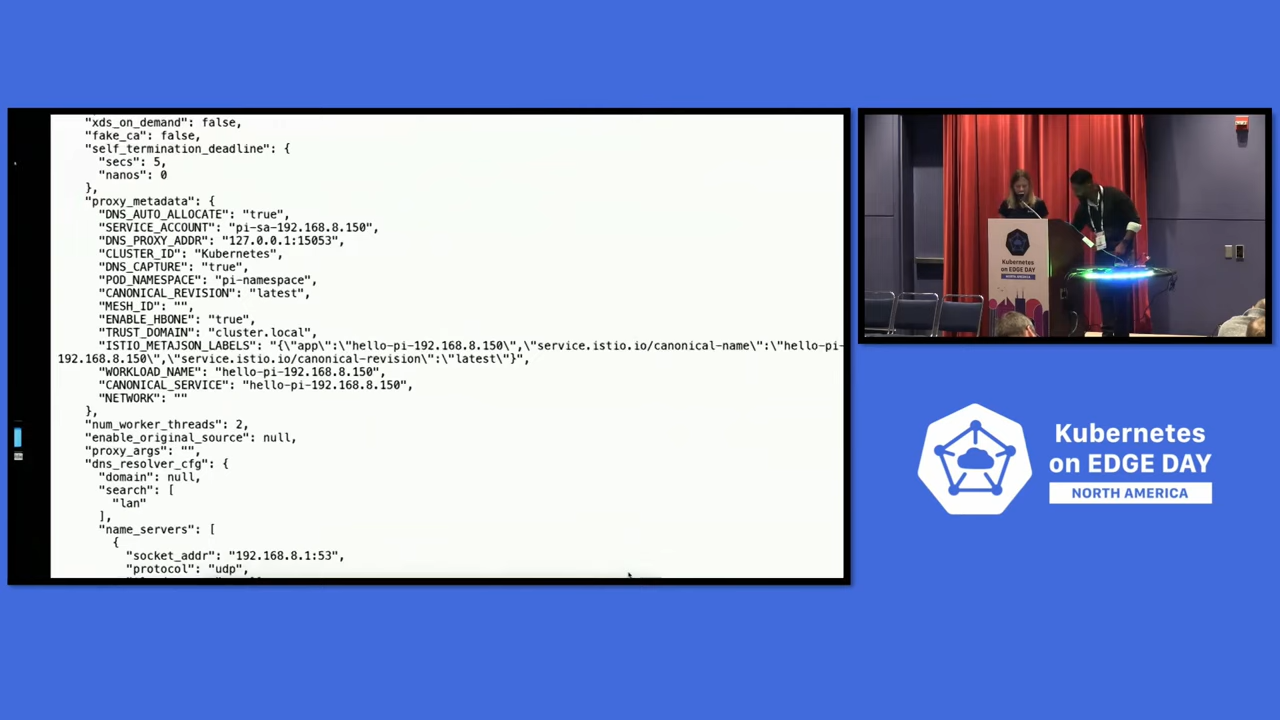 "xds_on_demand": false,
"fake_ca": false,
"self_termination_deadline": {
"secs": 5,
"nanos": 0
},
"proxy_metadata": {
"DNS_AUTO_ALLOCATE": "true",
"SERVICE_ACCOUNT": "pi-sa-192.168.8.150",
"DNS_PROXY_ADDR": "127.0.0.1:15053",
"CLUSTER_ID": "Kubernetes",
"DNS_CAPTURE": "true",
"POD_NAMESPACE": "pi-namespace",
"CANONICAL_REVISION": "latest",
"MESH_ID": "",
"ENABLE_HBONE": "true",
"TRUST_DOMAIN": "cluster.local",
"ISTIO_METAJSON_LABELS": "{\"app\":\"hello-pi-192.168.8.150\",\"service.istio.io/canonical-name\":\"hello-pi-
192.168.8.150\",\"service.istio.io/canonical-revision\":\"latest\"}",
"WORKLOAD_NAME": "hello-pi-192.168.8.150",
"CANONICAL_SERVICE": "hello-pi-192.168.8.150",
"NETWORK": ""
},
"num_worker_threads": 2,
"enable_original_source": null,
"proxy_args": "",
"dns_resolver_cfg": {
"domain": null,
"search": [
"lan"
],
"name_servers": [
{
"socket_addr": "192.168.8.1:53",
"protocol": "udp",
Kubernetes
on EDGE DAY
NORTH AMERICA
Kubernetes
on EDGE DAY
NORTH AMERICA